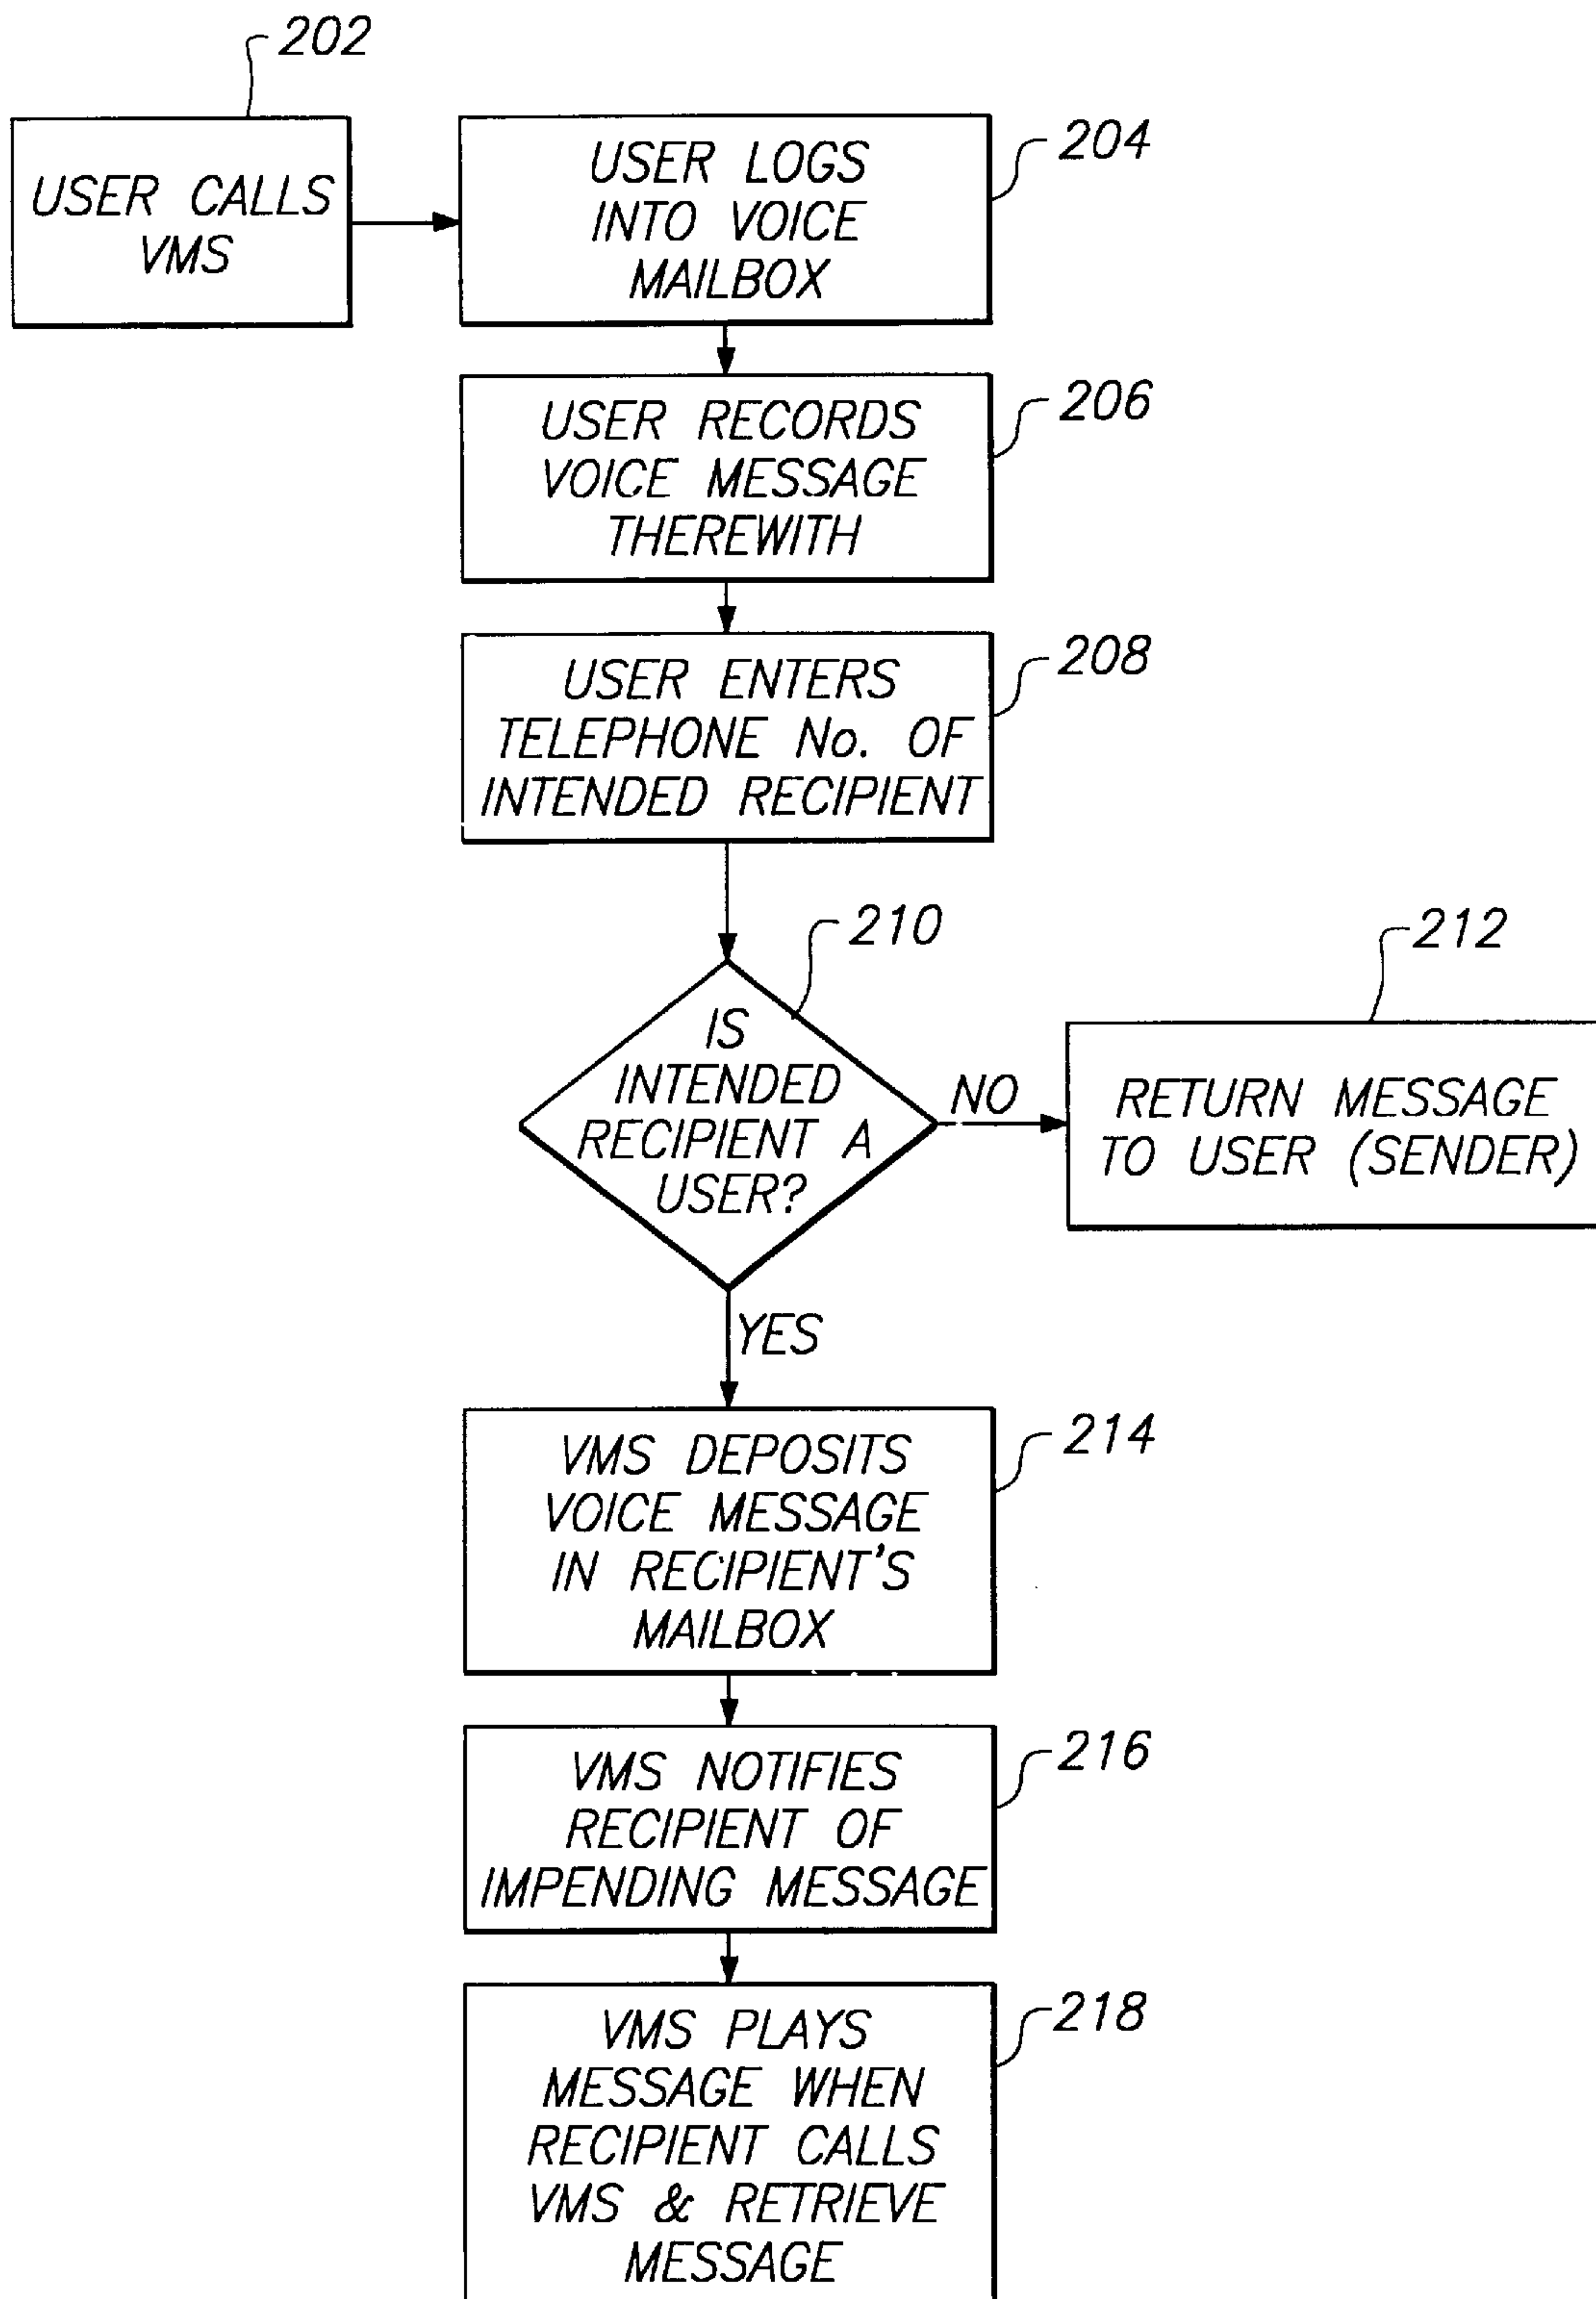 202
USER CALLS
VMS
204
USER LOGS
INTO VOICE
MAILBOX
206
USER RECORDS
VOICE MESSAGE
THEREWITH
208
USER ENTERS
TELEPHONE No. OF
INTENDED RECIPIENT
210
IS
INTENDED
RECIPIENT A
USER?
NO
212
RETURN MESSAGE
TO USER (SENDER)
YES
214
VMS DEPOSITS
VOICE MESSAGE
IN RECIPIENT'S
MAILBOX
216
VMS NOTIFIES
RECIPIENT OF
IMPENDING MESSAGE
218
VMS PLAYS
MESSAGE WHEN
RECIPIENT CALLS
VMS & RETRIEVE
MESSAGE